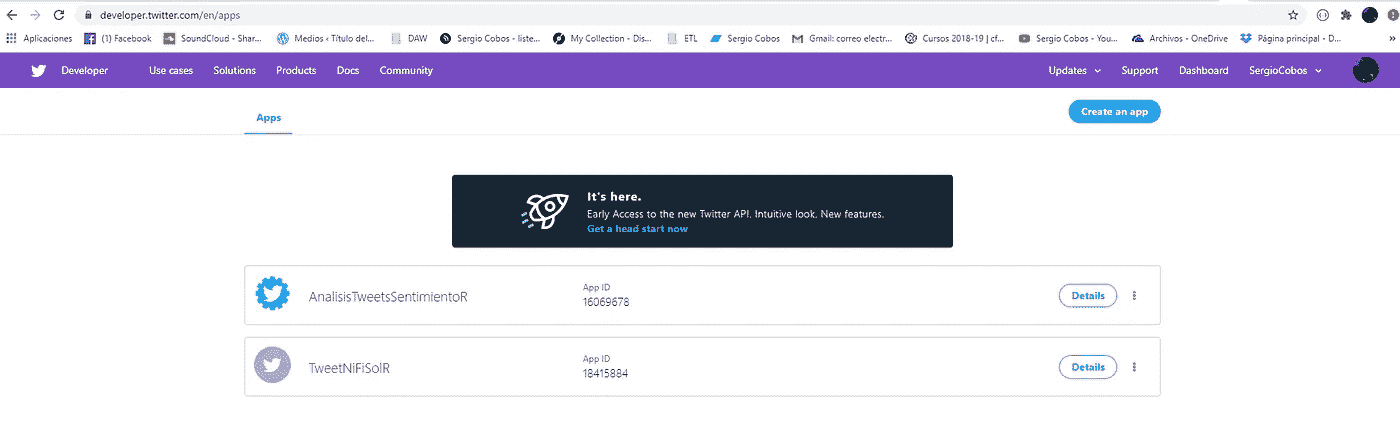 developer.twitter.com/en/apps
Aplicaciones (1) Facebook SoundCloud - Shar... Medios ‹ Título del... DAW Sergio Cobos - liste... My Collection - Dis... ETL Sergio Cobos Gmail: correo electr... Cursos 2018-19 | cf... Sergio Cobos - You... Archivos - OneDrive Página principal - D... »
Developer Use cases Solutions Products Docs Community Updates Support Dashboard SergioCobos
Apps Create an app
It's here.
Early Access to the new Twitter API. Intuitive look. New features.
Get a head start now
App ID
AnalisisTweetsSentimientoR 16069678 Details
App ID
TweetNiFiSolR 18415884 Details